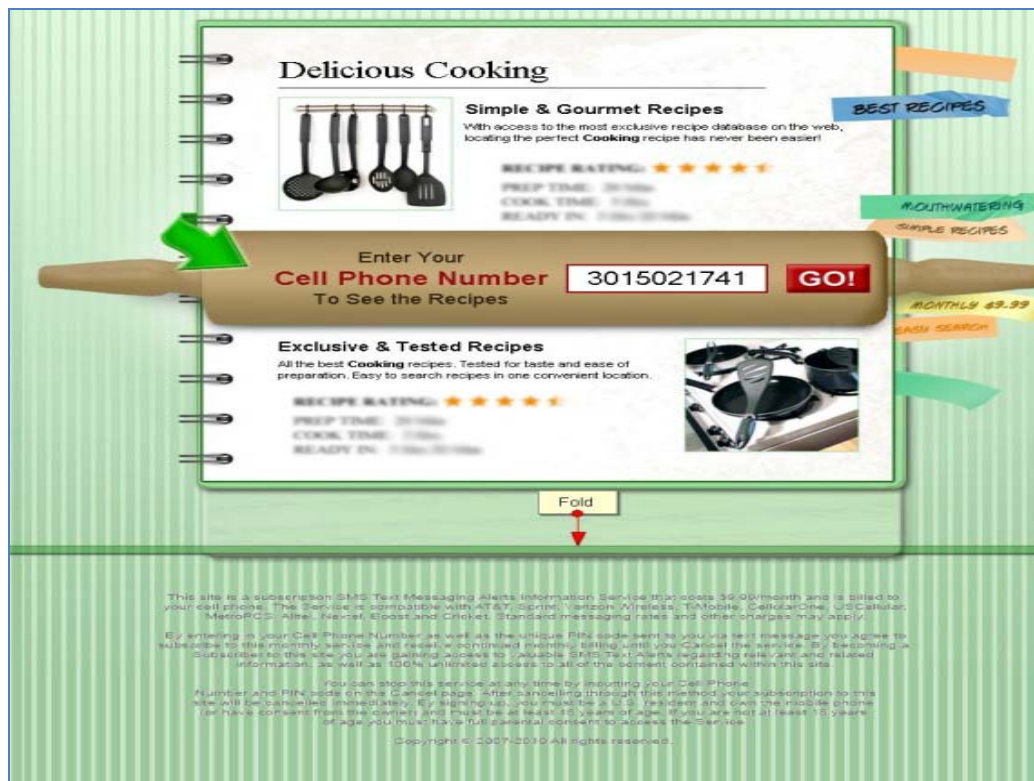 Delicious Cooking
BEST RECIPES
Simple & Gourmet Recipes
With access to the most exclusive recipe database on the web,
locating the perfect Cooking recipe has never been easier!
RECIPE RATING:
PREP TIME:
COOK TIME:
READY IN:
MOUTHWATERING
SIMPLE RECIPES
Enter Your
Cell Phone Number
To See the Recipes
3015021741
GO!
MONTHLY $9.99
EASY SEARCH
Exclusive & Tested Recipes
All the best Cooking recipes. Tested for taste and ease of
preparation. Easy to search recipes in one convenient location.
RECIPE RATING:
PREP TIME:
COOK TIME:
READY IN:
Fold
This site is a subscription SMS Text Messaging Alerts Information Service that costs $9.99/month and is billed to
your cell phone. The Service is compatible with AT&T, Sprint, Verizon Wireless, T-Mobile, CellularOne, USCellular,
MetroPCS, Alltel, Nextel, Boost and Cricket. Standard messaging rates and other charges may apply.
By entering in your Cell Phone Number as well as the unique PIN code sent to you via text message you agree to
subscribe to this monthly service and receive continued monthly billing until you Cancel the service. By becoming a
Subscriber to this site you are gaining access to valuable SMS Text Alerts regarding relevant and related
information, as well as 100% unlimited access to all of the content contained within this site.
You can stop this service at any time by inputting your Cell Phone
Number and PIN code on the Cancel page. After cancelling through this method your subscription to this
site will be cancelled immediately. By signing up, you must be a U.S. resident and own the mobile phone
(or have consent from the owner) and must be at least 18 years of age. If you are not at least 18 years
of age you must have full parental consent to access the Service.
Copyright © 2007-2010 All rights reserved.